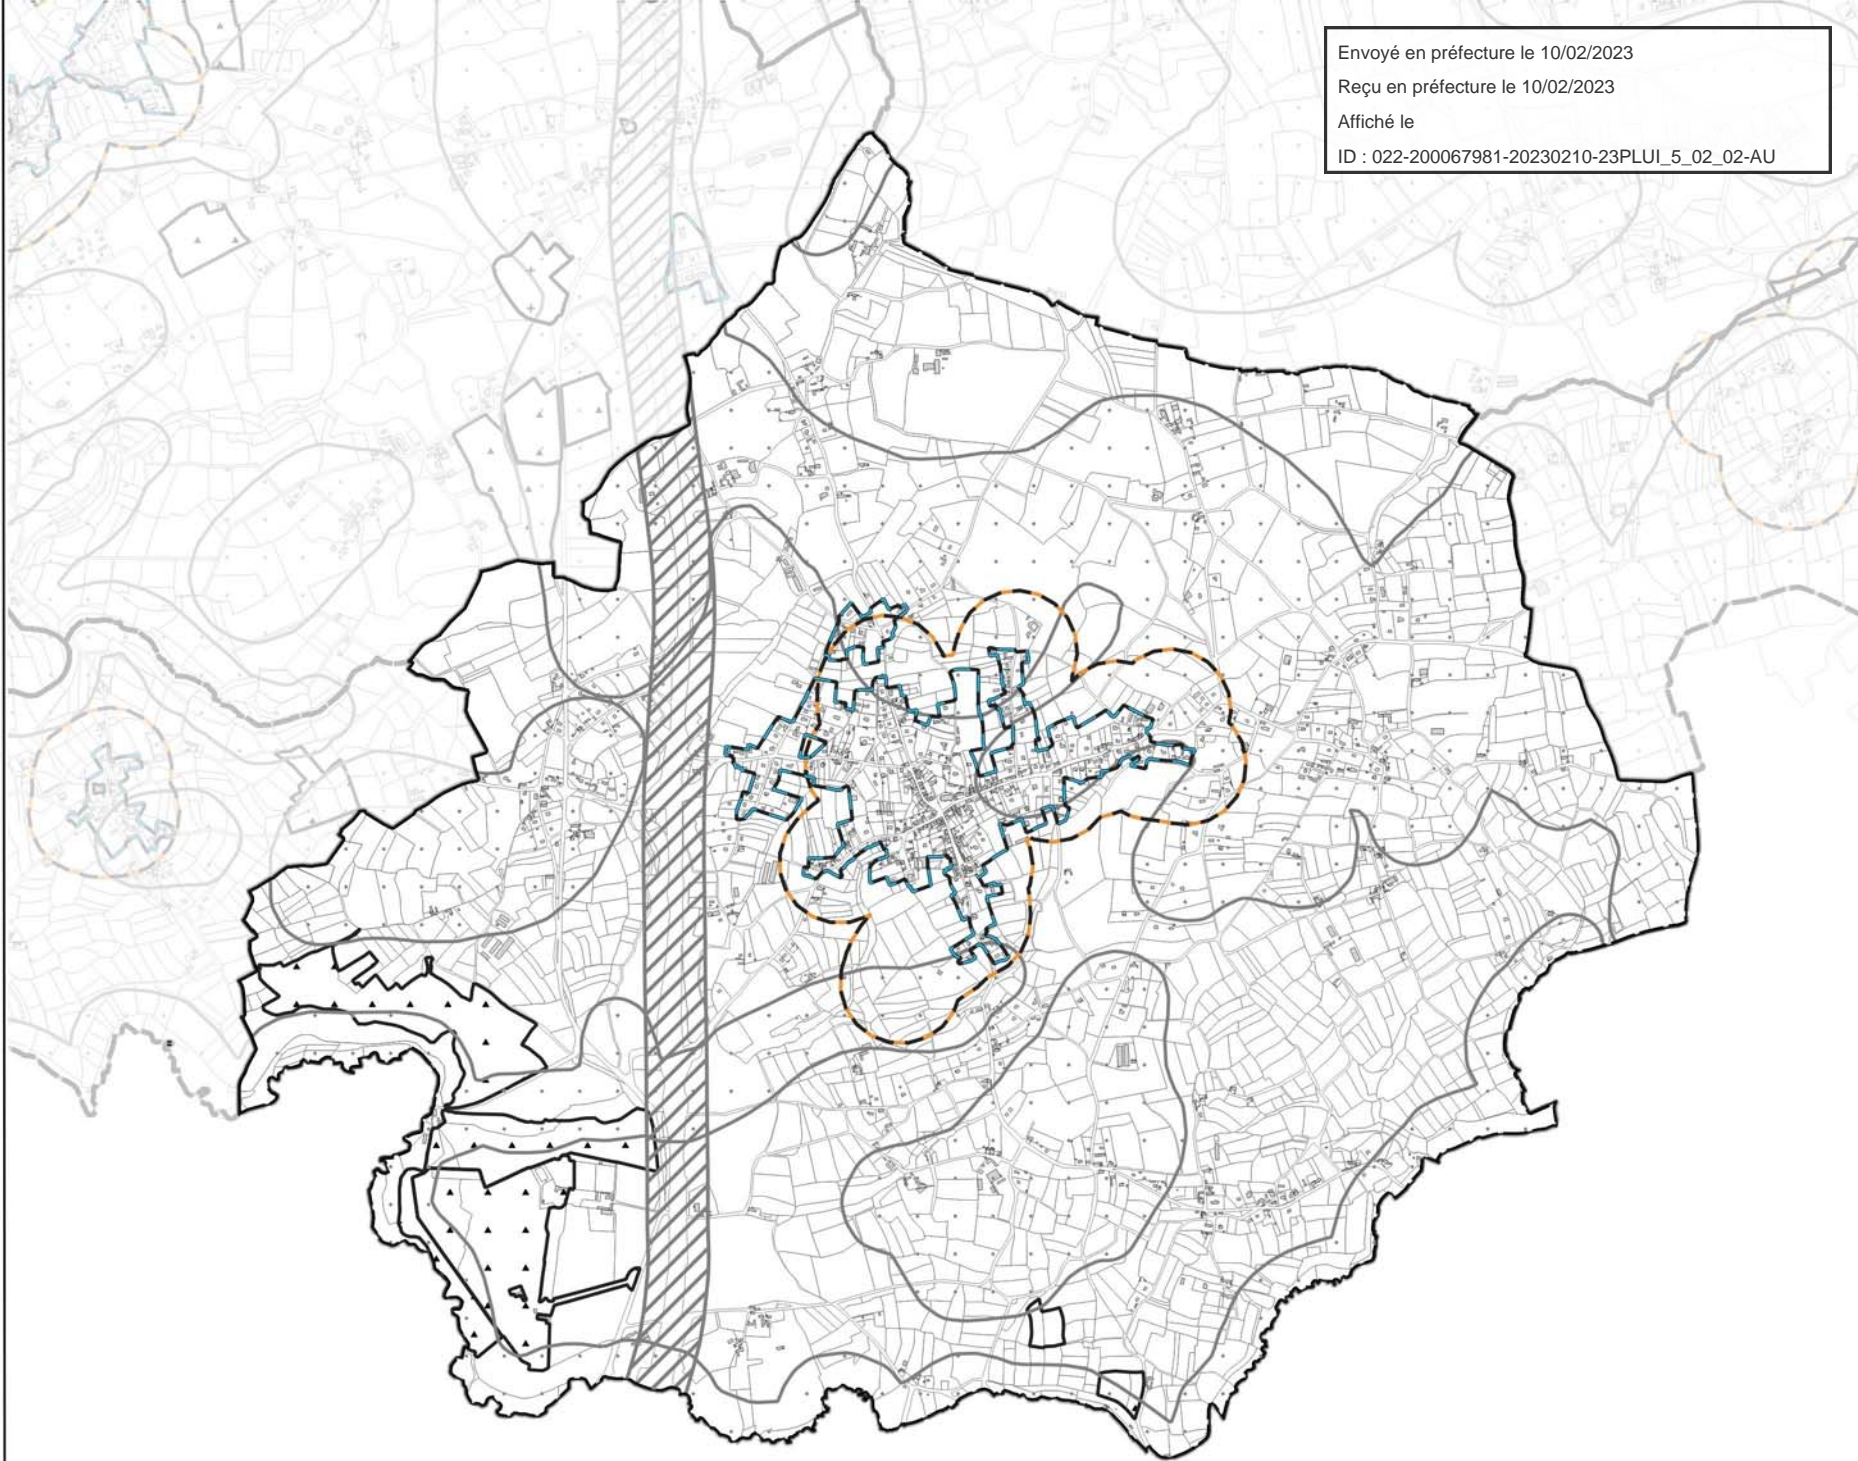 Envoyé en préfecture le 10/02/2023
Reçu en préfecture le 10/02/2023
Affiché le
ID : 022-200067981-20230210-23PLUI_5_02_02-AU